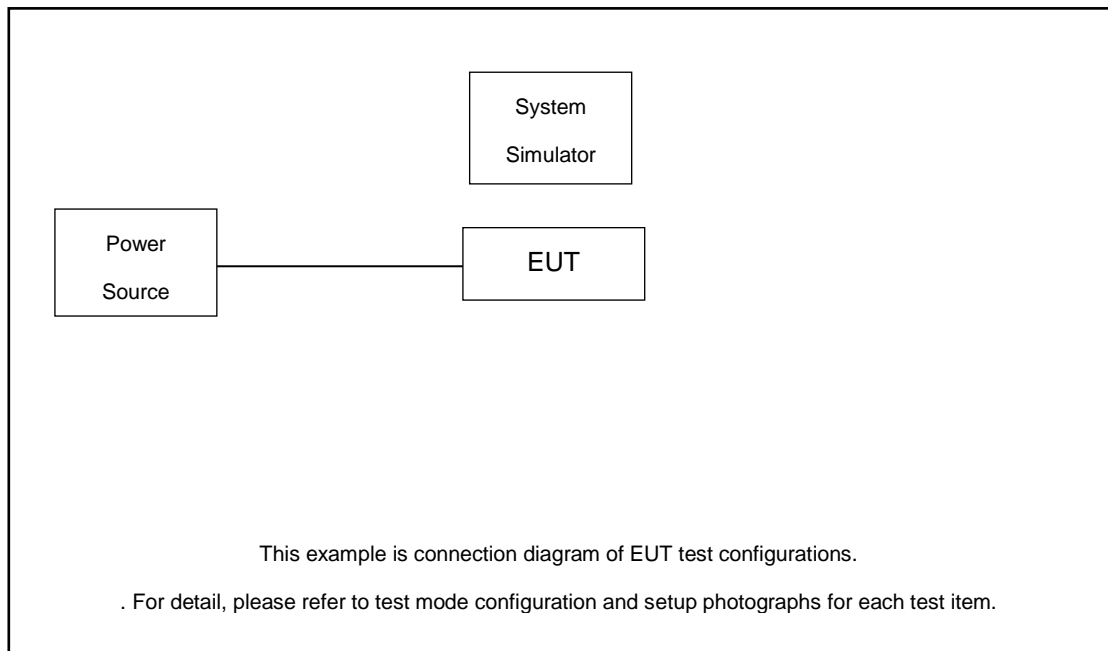 System
Simulator
Power
Source
EUT
This example is connection diagram of EUT test configurations.
. For detail, please refer to test mode configuration and setup photographs for each test item.